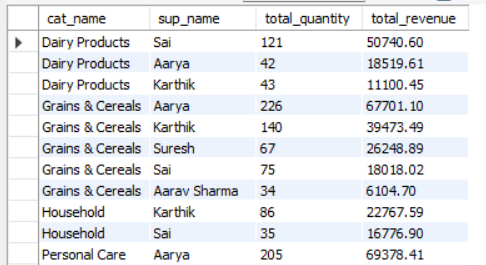 cat_name sup_name total_quantity total_revenue
Dairy Products Sai 121 50740.60
Dairy Products Aarya 42 18519.61
Dairy Products Karthik 43 11100.45
Grains & Cereals Aarya 226 67701.10
Grains & Cereals Karthik 140 39473.49
Grains & Cereals Suresh 67 26248.89
Grains & Cereals Sai 75 18018.02
Grains & Cereals Aarav Sharma 34 6104.70
Household Karthik 86 22767.59
Household Sai 35 16776.90
Personal Care Aarya 205 69378.41